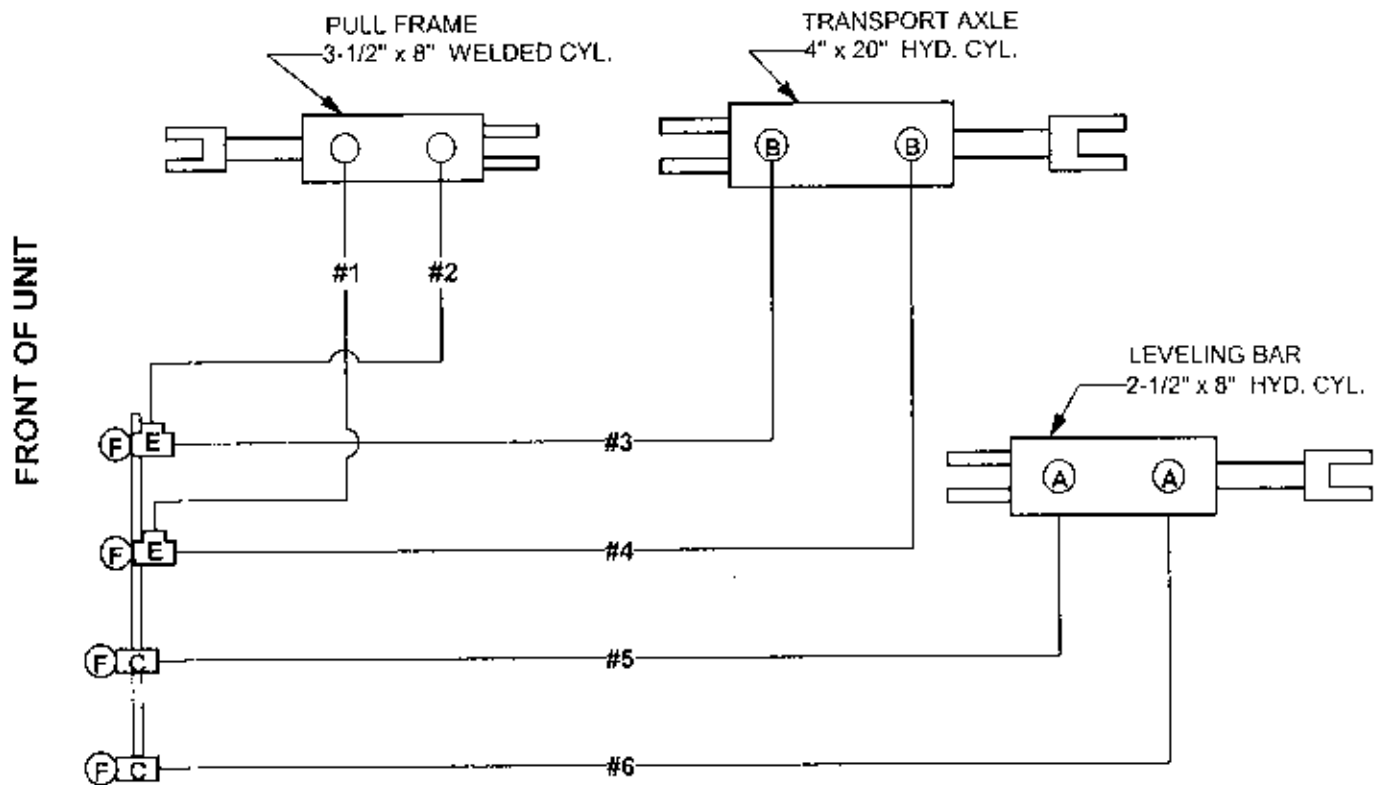 PULL FRAME
3-1/2" x 8" WELDED CYL.
TRANSPORT AXLE
4" x 20" HYD. CYL.
B
B
FRONT OF UNIT
#1
#2
LEVELING BAR
2-1/2" x 8" HYD. CYL.
F
E
#3
A
A
F
E
#4
F
C
#5
F
C
#6